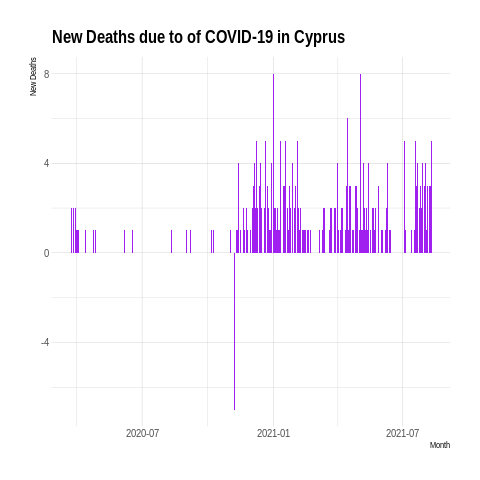 New Deaths due to of COVID-19 in Cyprus
New Deaths
8
4
0
-4
2020-07
2021-01
2021-07
Month